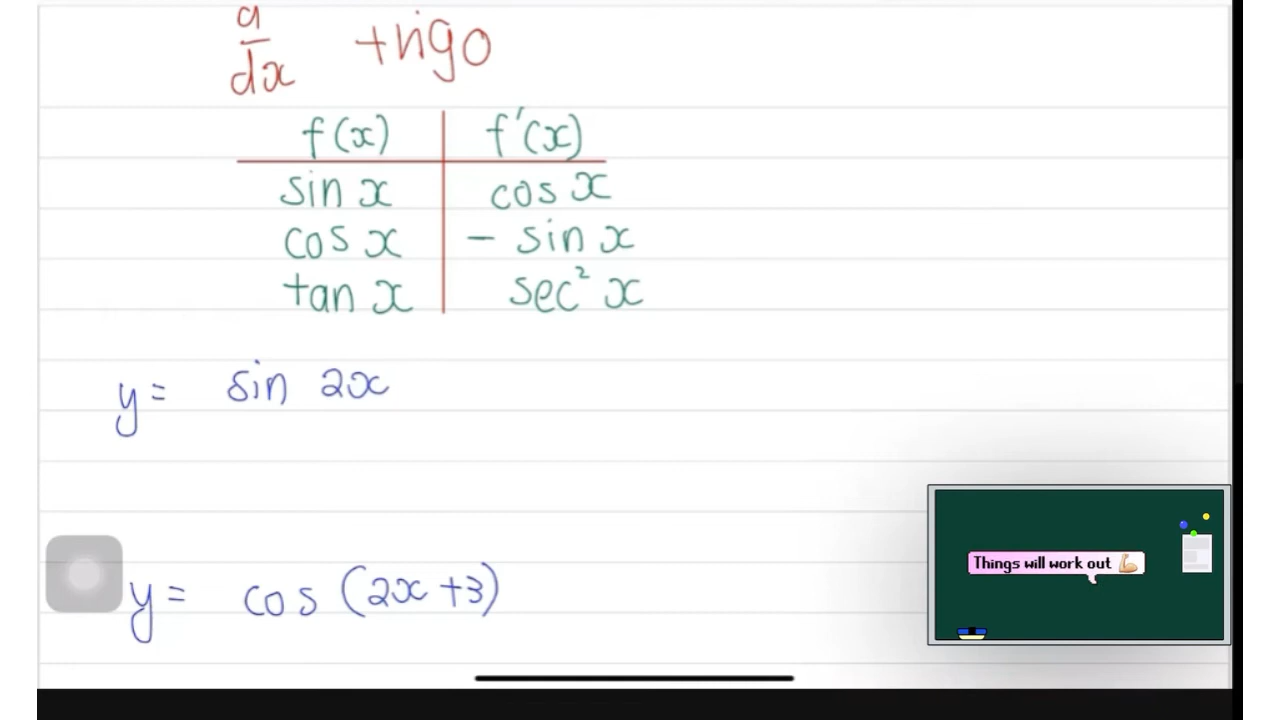 d/dx trigo
f(x) f'(x)
sin x cos x
cos x - sin x
tan x sec² x
y = sin 2x
Things will work out 💪🏼
y = cos (2x +3)